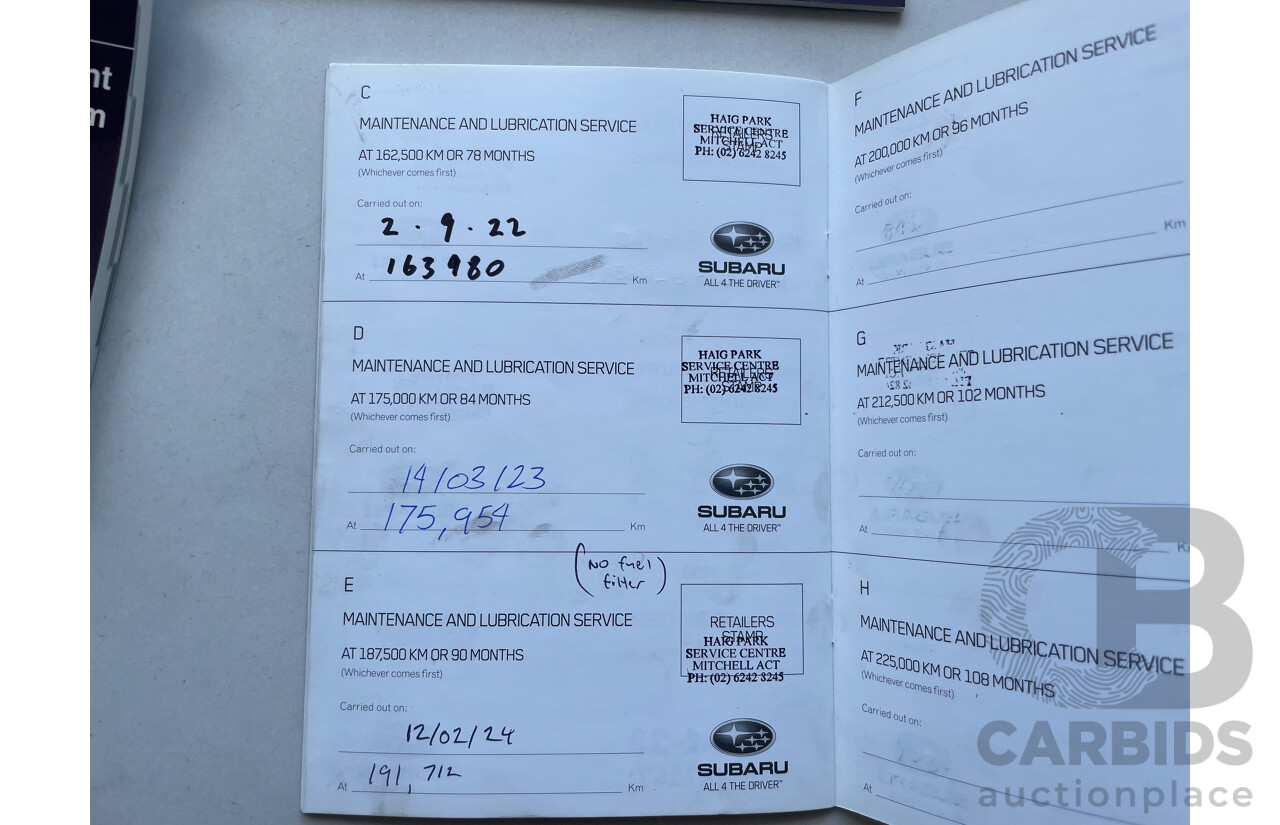 nt
m
C
MAINTENANCE AND LUBRICATION SERVICE
AT 162,500 KM OR 78 MONTHS
(Whichever comes first)
Carried out on:
2 . 9 . 22
At 163980 Km
RETAILERS
STAMP
HAIG PARK
SERVICE CENTRE
MITCHELL ACT
PH: (02) 6242 8245
SUBARU
ALL 4 THE DRIVER™
D
MAINTENANCE AND LUBRICATION SERVICE
AT 175,000 KM OR 84 MONTHS
(Whichever comes first)
Carried out on:
14/03/23
At 175,954 Km
RETAILERS
STAMP
HAIG PARK
SERVICE CENTRE
MITCHELL ACT
PH: (02) 6242 8245
SUBARU
ALL 4 THE DRIVER™
(No fuel
filter)
E
MAINTENANCE AND LUBRICATION SERVICE
AT 187,500 KM OR 90 MONTHS
(Whichever comes first)
Carried out on:
12/02/24
At 191,712 Km
RETAILERS
STAMP
HAIG PARK
SERVICE CENTRE
MITCHELL ACT
PH: (02) 6242 8245
SUBARU
ALL 4 THE DRIVER™
F
MAINTENANCE AND LUBRICATION SERVICE
AT 200,000 KM OR 96 MONTHS
(Whichever comes first)
Carried out on:
At Km
G
MAINTENANCE AND LUBRICATION SERVICE
AT 212,500 KM OR 102 MONTHS
(Whichever comes first)
Carried out on:
At K
H
MAINTENANCE AND LUBRICATION SERVICE
AT 225,000 KM OR 108 MONTHS
(Whichever comes first)
Carried out on:
At
CARBIDS
auctionplace